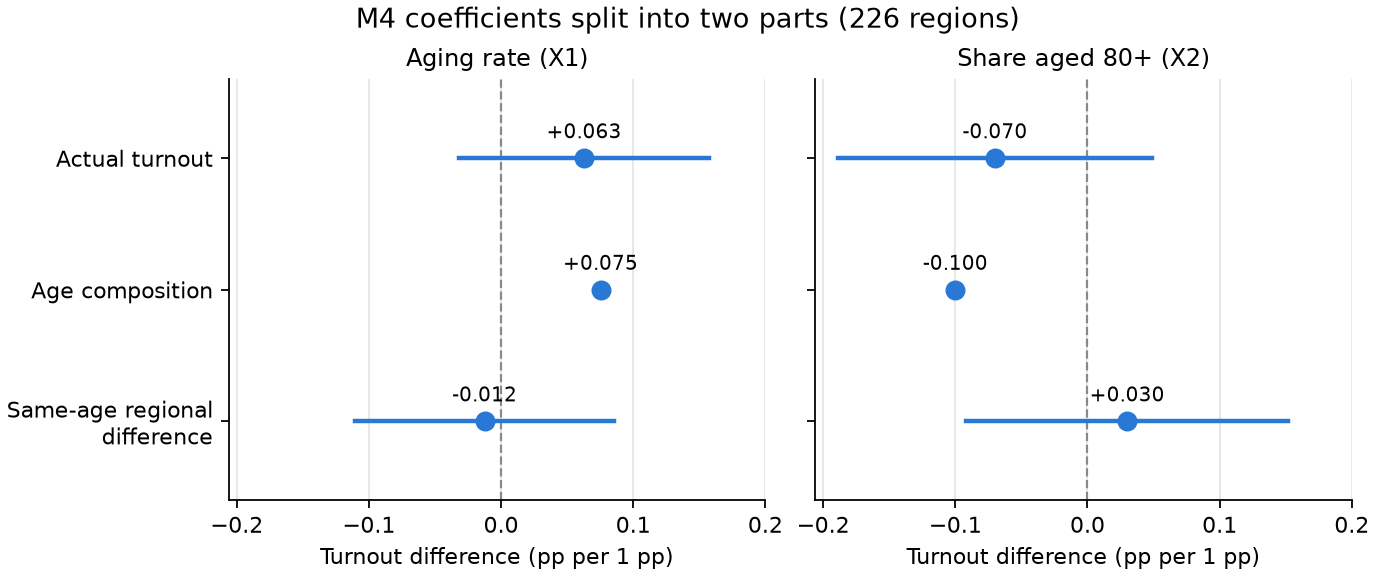 M4 coefficients split into two parts (226 regions)
Aging rate (X1)
Share aged 80+ (X2)
Actual turnout
+0.063
-0.070
Age composition
+0.075
-0.100
Same-age regional
difference
-0.012
+0.030
−0.2 −0.1 0.0 0.1 0.2
−0.2 −0.1 0.0 0.1 0.2
Turnout difference (pp per 1 pp)
Turnout difference (pp per 1 pp)